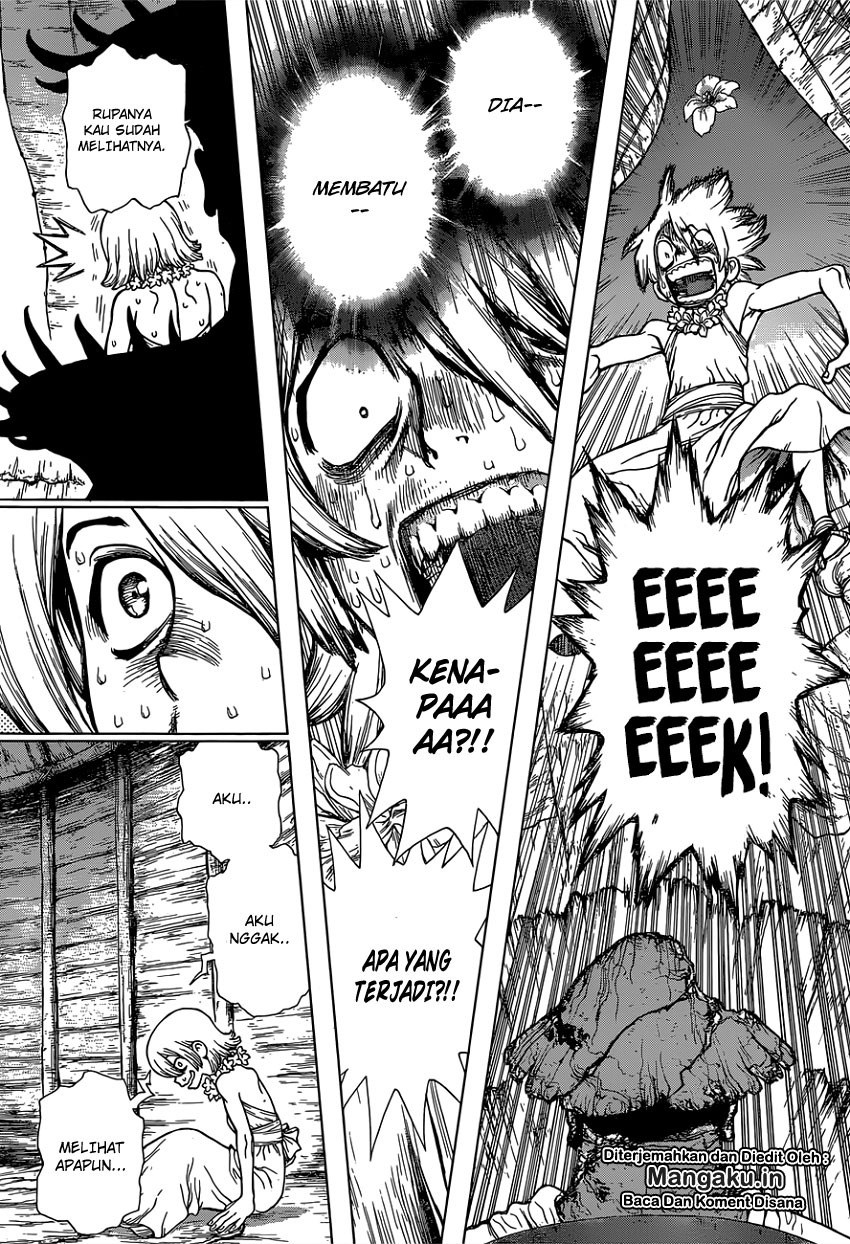 EEEE
EEEE
EEEK!
DIA--
MEMBATU
--
KENA-
PAAA
AA?!!
APA YANG
TERJADI?!!
RUPANYA
KAU SUDAH
MELIHATNYA.
AKU..
AKU
NGGAK..
MELIHAT
APAPUN...
Diterjemahkan dan Diedit Oleh :
Mangaku.in
Baca Dan Koment Disana